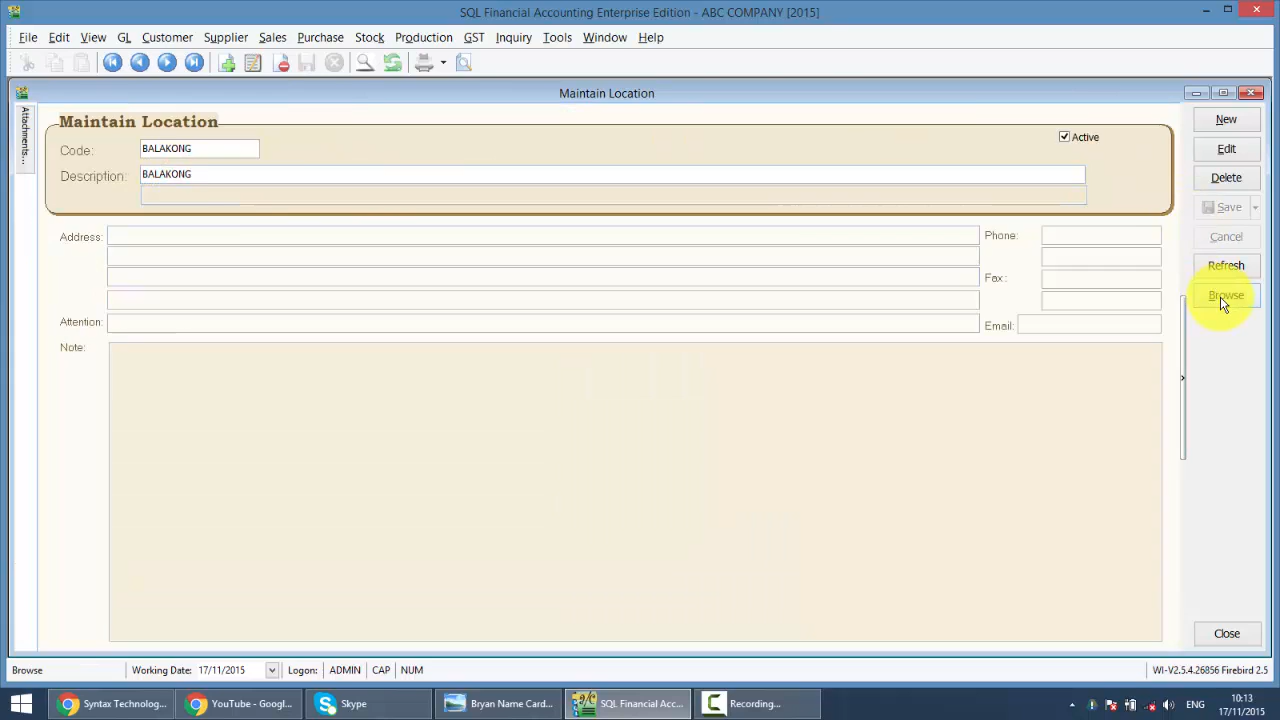 SQL Financial Accounting Enterprise Edition - ABC COMPANY [2015]
File Edit View GL Customer Supplier Sales Purchase Stock Production GST Inquiry Tools Window Help
Maintain Location
Attachments...
Maintain Location
Active
Code: BALAKONG
Description: BALAKONG
Address:
Phone:
Fax :
Attention:
Email:
Note:
New
Edit
Delete
Save
Cancel
Refresh
Browse
Close
Browse Working Date: 17/11/2015 Logon: ADMIN CAP NUM WI-V2.5.4.26856 Firebird 2.5
Syntax Technolog... YouTube - Googl... Skype Bryan Name Card... SQL Financial Acc... Recording... ENG 10:13
17/11/2015